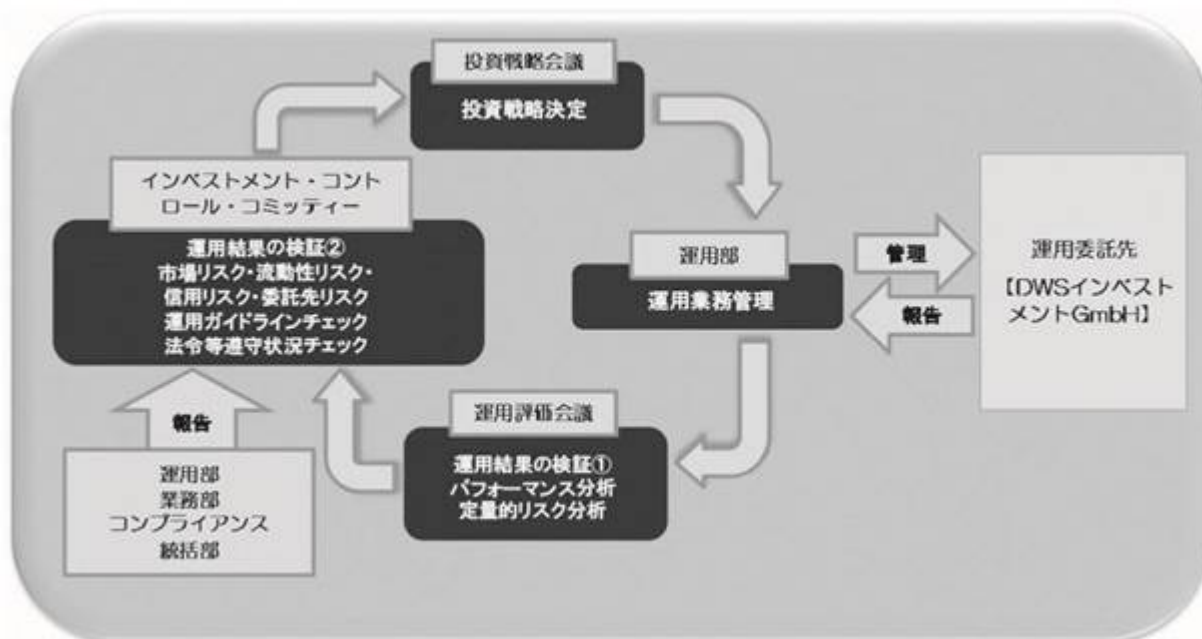 投資戦略会議
投資戦略決定
インベストメント・コント
ロール・コミッティー
運用結果の検証②
市場リスク・流動性リスク・
信用リスク・委託先リスク
運用ガイドラインチェック
法令等遵守状況チェック
運用部
運用業務管理
管理
報告
運用委託先
【DWSインベスト
メントGmbH】
運用評価会議
運用結果の検証①
パフォーマンス分析
定量的リスク分析
報告
運用部
業務部
コンプライアンス
統括部